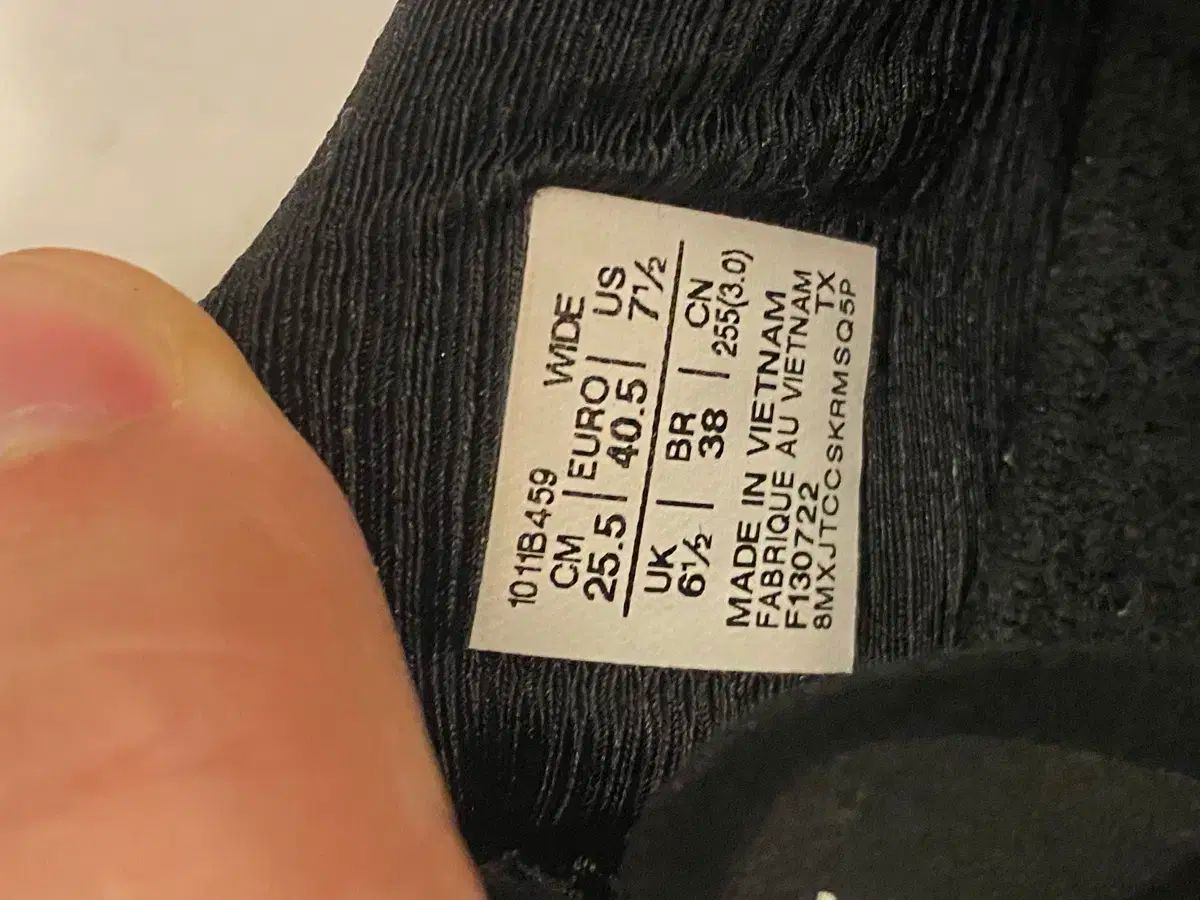 1011B459 WIDE
CM | EURO | US
25.5 | 40.5 | 7½
UK | BR | CN
6½ | 38 | 255(3.0)
MADE IN VIETNAM
FABRIQUE AU VIETNAM
F130722 TX
8MXJTCCSKRMSQ5P